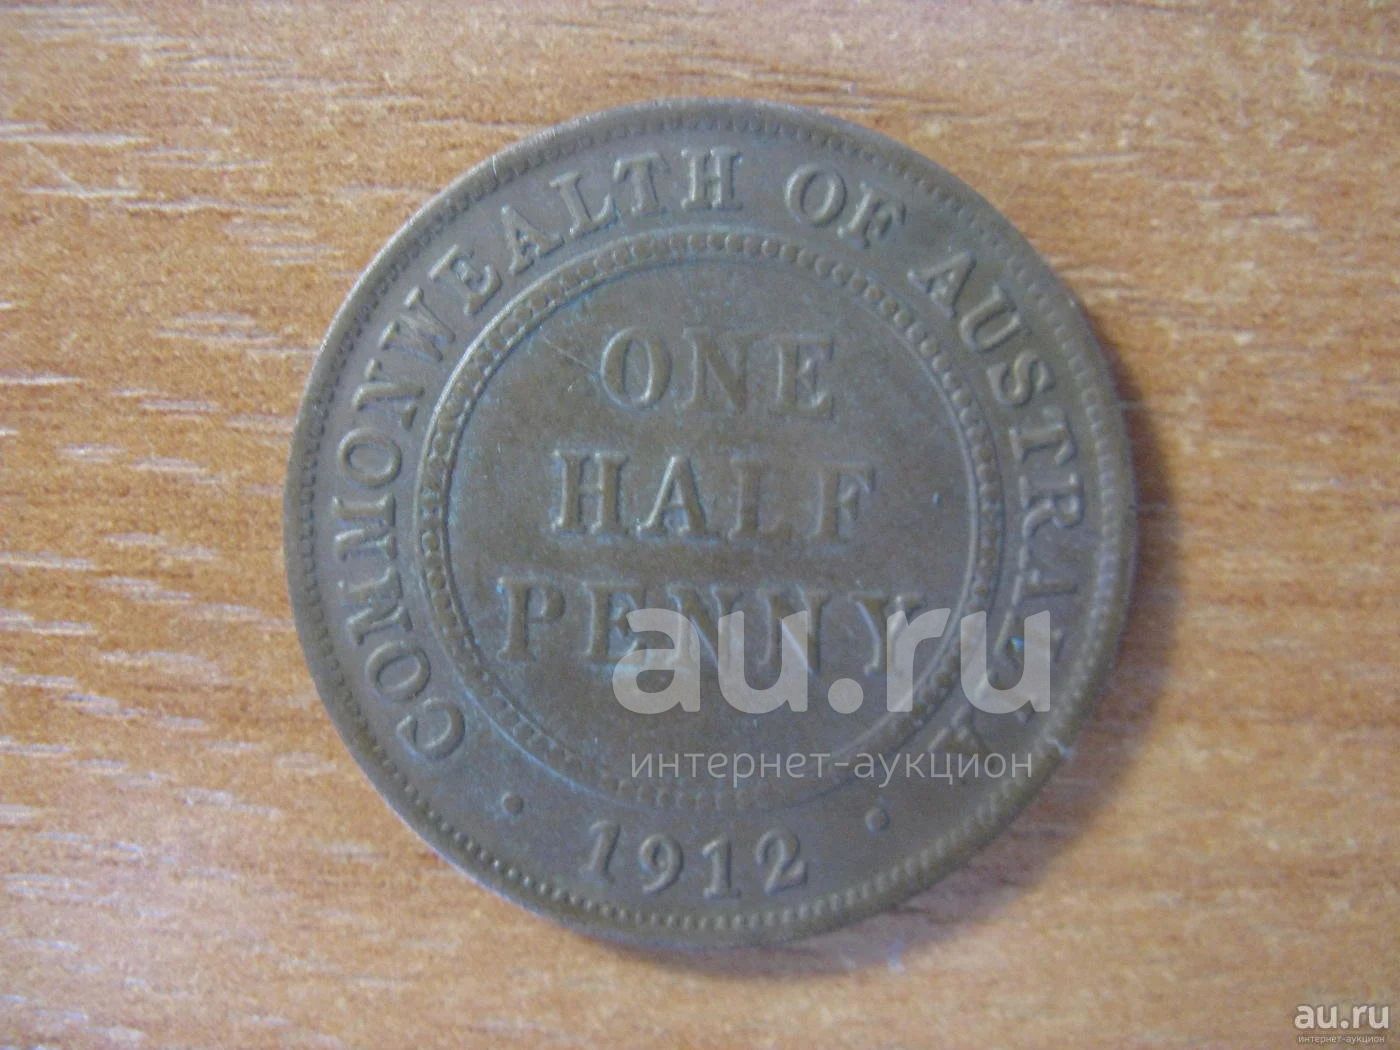 COMMONWEALTH OF AUSTRALIA
ONE
HALF
PENNY
· 1912 ·
au.ru
интернет-аукцион
au.ru
интернет-аукцион